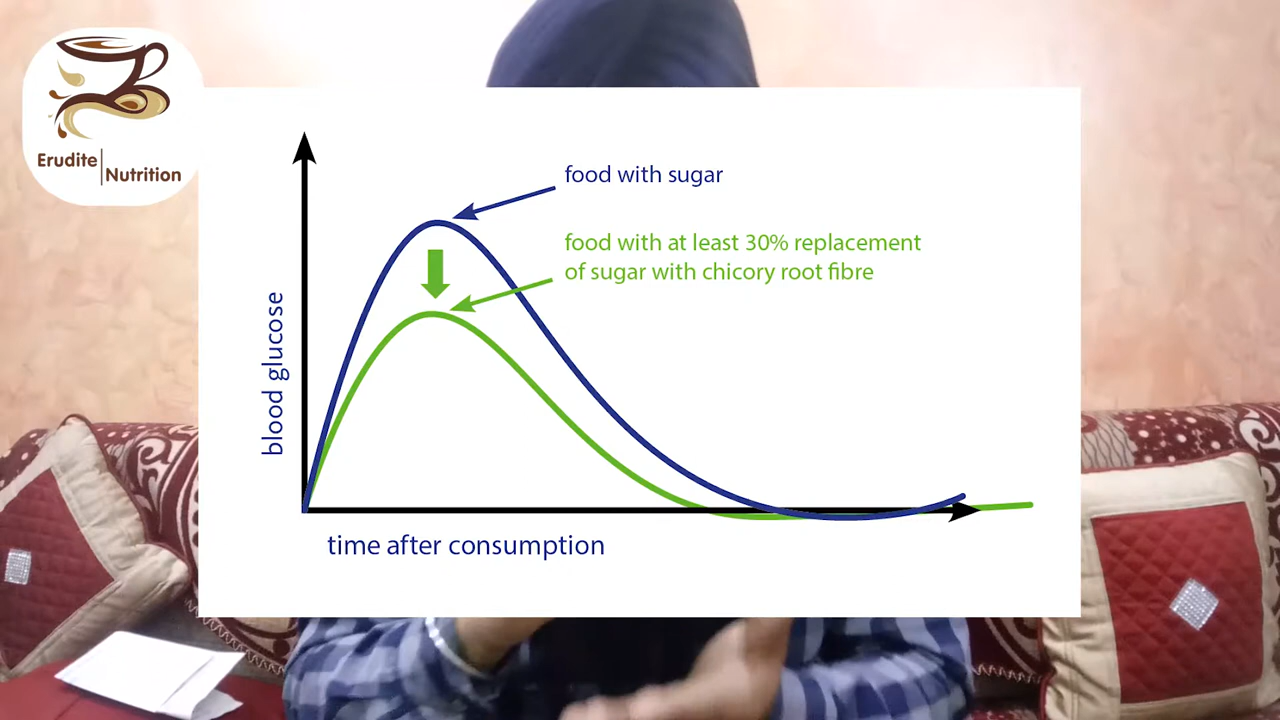 Erudite
Nutrition
food with sugar
food with at least 30% replacement
of sugar with chicory root fibre
blood glucose
time after consumption